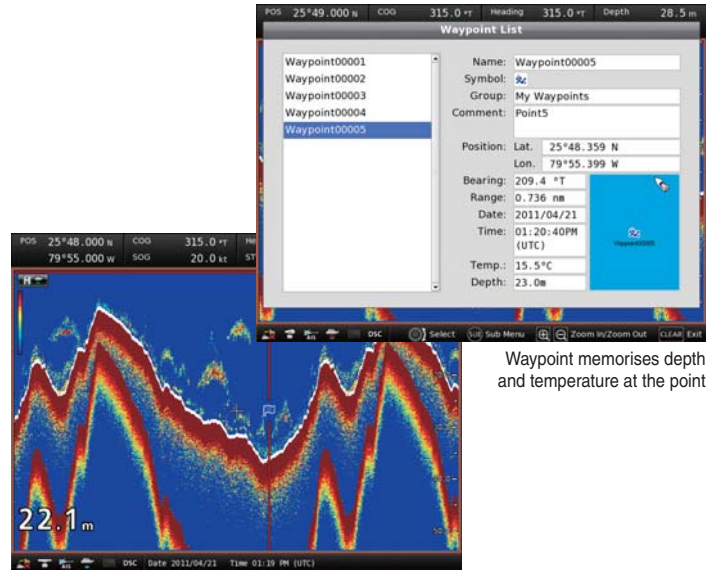 POS 25°49.000 N COG 315.0 °T Heading 315.0 °T Depth 28.5 m
Waypoint List
Waypoint00001
Waypoint00002
Waypoint00003
Waypoint00004
Waypoint00005
Name: Waypoint00005
Symbol:
Group: My Waypoints
Comment: Point5
Position: Lat. 25°48.359 N
Lon. 79°55.399 W
Bearing: 209.4 °T
Range: 0.736 nm
Date: 2011/04/21
Time: 01:20:40PM
(UTC)
Waypoint00005
Temp.: 15.5°C
Depth: 23.0m
AIS DSC Select SUB Sub Menu Zoom In/Zoom Out CLEAR Exit
Waypoint memorises depth
and temperature at the point
POS 25°48.000 N COG 315.0 °T
79°55.000 W SOG 20.0 kt
H
22.1 m
AIS DSC Date 2011/04/21 Time 01:19 PM (UTC)